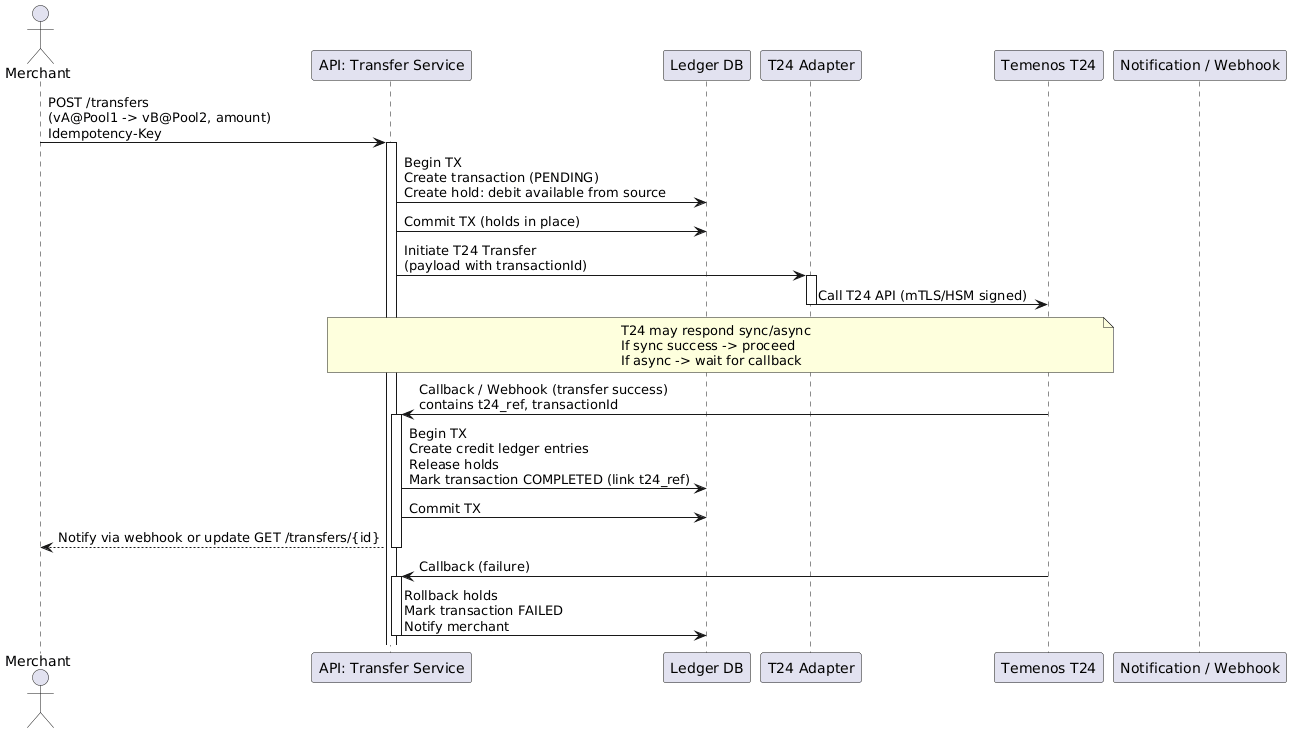 Merchant
API: Transfer Service
Ledger DB
T24 Adapter
Temenos T24
Notification / Webhook
POST /transfers
(vA@Pool1 -> vB@Pool2, amount)
Idempotency-Key
Begin TX
Create transaction (PENDING)
Create hold: debit available from source
Commit TX (holds in place)
Initiate T24 Transfer
(payload with transactionId)
Call T24 API (mTLS/HSM signed)
T24 may respond sync/async
If sync success -> proceed
If async -> wait for callback
Callback / Webhook (transfer success)
contains t24_ref, transactionId
Begin TX
Create credit ledger entries
Release holds
Mark transaction COMPLETED (link t24_ref)
Commit TX
Notify via webhook or update GET /transfers/{id}
Callback (failure)
Rollback holds
Mark transaction FAILED
Notify merchant
Merchant
API: Transfer Service
Ledger DB
T24 Adapter
Temenos T24
Notification / Webhook